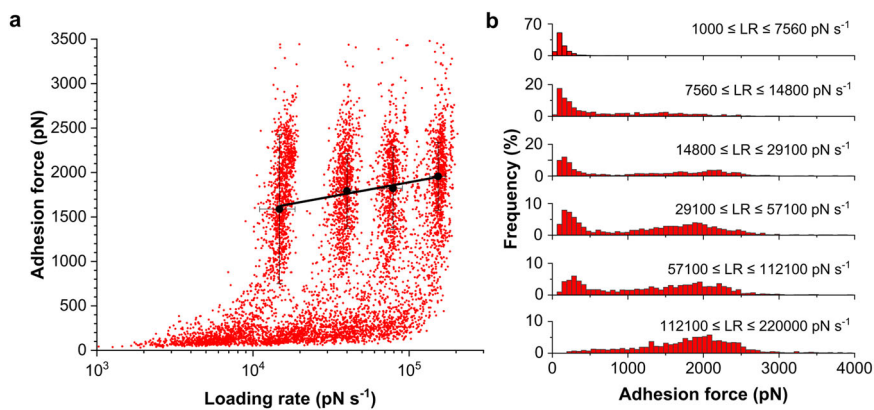 a
Adhesion force (pN)
3500
3000
2500
2000
1500
1000
500
0
10³
10⁴
10⁵
Loading rate (pN s⁻¹)
b
Frequency (%)
70
0
1000 ≤ LR ≤ 7560 pN s⁻¹
20
0
7560 ≤ LR ≤ 14800 pN s⁻¹
20
0
14800 ≤ LR ≤ 29100 pN s⁻¹
10
0
29100 ≤ LR ≤ 57100 pN s⁻¹
10
0
57100 ≤ LR ≤ 112100 pN s⁻¹
10
0
112100 ≤ LR ≤ 220000 pN s⁻¹
0 1000 2000 3000 4000
Adhesion force (pN)